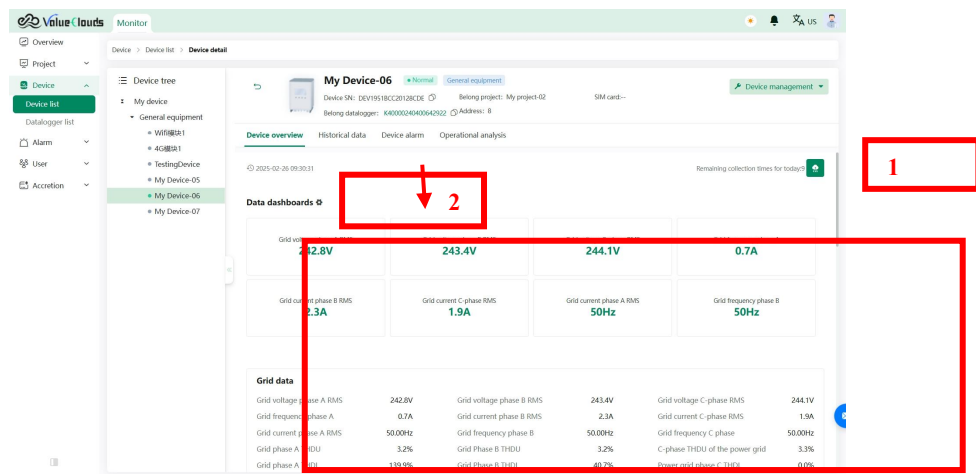 ValueClouds
Monitor
US
Overview
Project
Device
Device list
Datalogger list
Alarm
User
Accretion
Device > Device list > Device detail
Device tree
My device
General equipment
Wifi模块1
4G模块1
TestingDevice
My Device-05
My Device-06
My Device-07
My Device-06
Normal
General equipment
Device SN: DEV1951BCC20128CDE
Belong project: My project-02
SIM card:--
Belong datalogger: K40000240400642922
Address: 8
Device management
Device overview
Historical data
Device alarm
Operational analysis
2025-02-26 09:30:31
Remaining collection times for today:9
1
2
Data dashboards
242.8V
243.4V
244.1V
0.7A
Grid current phase B RMS
Grid current C-phase RMS
Grid current phase A RMS
Grid frequency phase B
2.3A
1.9A
50Hz
50Hz
Grid data
Grid voltage phase A RMS 242.8V Grid voltage phase B RMS 243.4V Grid voltage C-phase RMS 244.1V
Grid frequency phase A 0.7A Grid current phase B RMS 2.3A Grid current C-phase RMS 1.9A
Grid current phase A RMS 50.00Hz Grid frequency phase B 50.00Hz Grid frequency C phase 50.00Hz
Grid phase A THDU 3.2% Grid Phase B THDU 3.2% C-phase THDU of the power grid 3.3%
Grid phase A THDI 139.9% Grid Phase B THDI 40.7% Power grid phase C THDI 0.0%